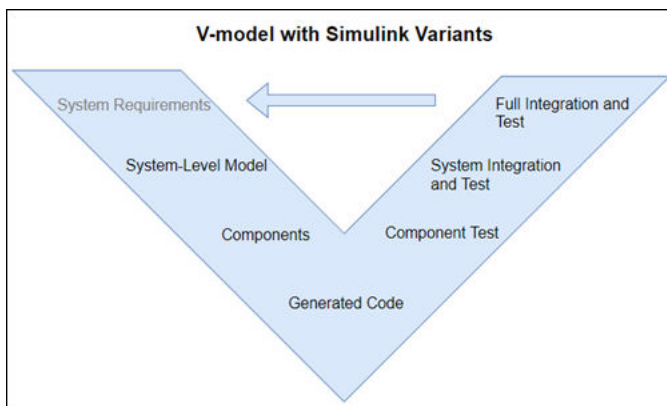 V-model with Simulink Variants
System Requirements
Full Integration and
Test
System-Level Model
System Integration
and Test
Components
Component Test
Generated Code